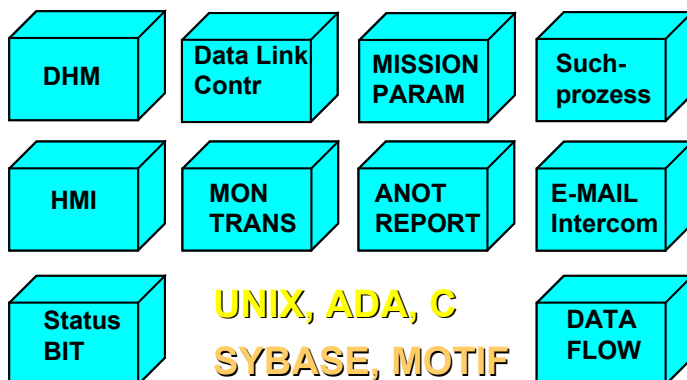 DHM
Data Link
Contr
MISSION
PARAM
Such-
prozess
HMI
MON
TRANS
ANOT
REPORT
E-MAIL
Intercom
Status
BIT
UNIX, ADA, C
SYBASE, MOTIF
DATA
FLOW